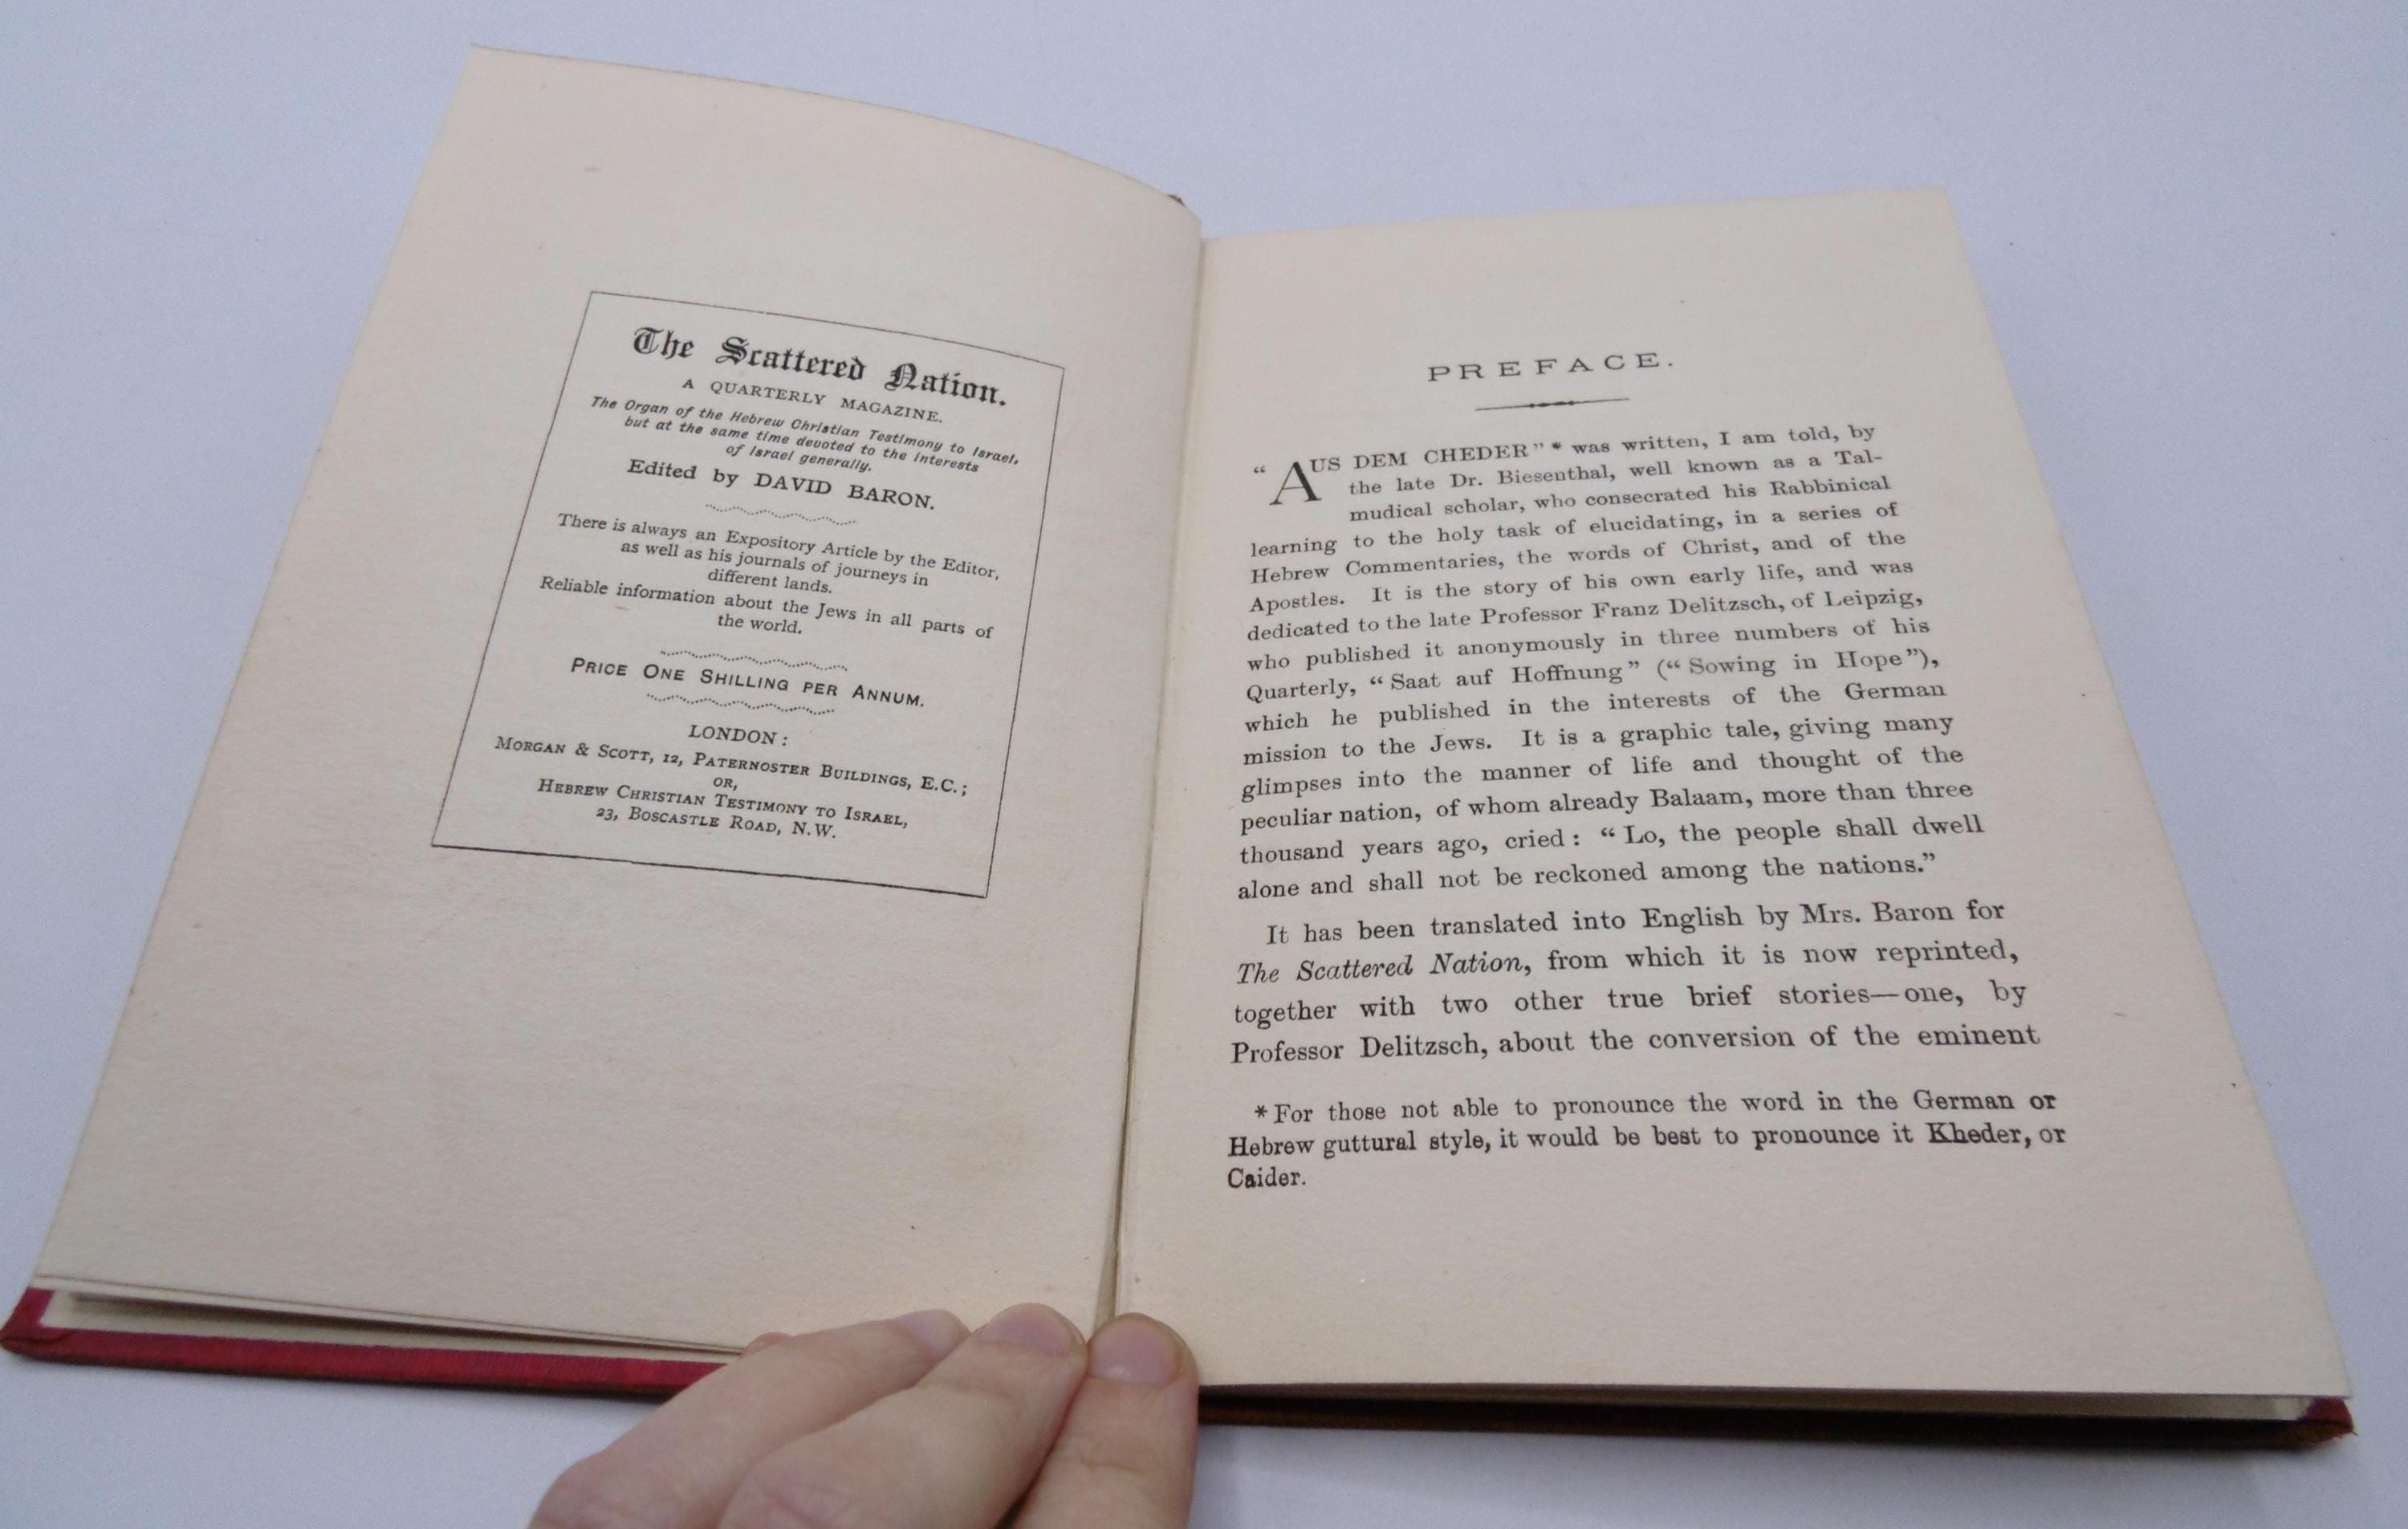 The Scattered Nation.
A QUARTERLY MAGAZINE.
The Organ of the Hebrew Christian Testimony to Israel,
but at the same time devoted to the interests
of Israel generally.
Edited by DAVID BARON.
There is always an Expository Article by the Editor,
as well as his journals of journeys in
different lands.
Reliable information about the Jews in all parts of
the world.
PRICE ONE SHILLING PER ANNUM.
LONDON:
MORGAN & SCOTT, 12, PATERNOSTER BUILDINGS, E.C.;
OR,
HEBREW CHRISTIAN TESTIMONY TO ISRAEL,
23, BOSCASTLE ROAD, N.W.
PREFACE.
“AUS DEM CHEDER”* was written, I am told, by
the late Dr. Biesenthal, well known as a Tal-
mudical scholar, who consecrated his Rabbinical
learning to the holy task of elucidating, in a series of
Hebrew Commentaries, the words of Christ, and of the
Apostles. It is the story of his own early life, and was
dedicated to the late Professor Franz Delitzsch, of Leipzig,
who published it anonymously in three numbers of his
Quarterly, “Saat auf Hoffnung” (“Sowing in Hope”),
which he published in the interests of the German
mission to the Jews. It is a graphic tale, giving many
glimpses into the manner of life and thought of the
peculiar nation, of whom already Balaam, more than three
thousand years ago, cried: “Lo, the people shall dwell
alone and shall not be reckoned among the nations.”
It has been translated into English by Mrs. Baron for
The Scattered Nation, from which it is now reprinted,
together with two other true brief stories—one, by
Professor Delitzsch, about the conversion of the eminent
* For those not able to pronounce the word in the German or
Hebrew guttural style, it would be best to pronounce it Kheder, or
Caider.